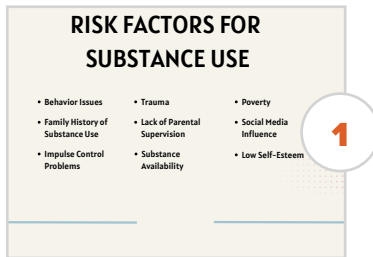 RISK FACTORS FOR
SUBSTANCE USE
• Behavior Issues
• Family History of
Substance Use
• Impulse Control
Problems
• Trauma
• Lack of Parental
Supervision
• Substance
Availability
• Poverty
• Social Media
Influence
• Low Self-Esteem
1